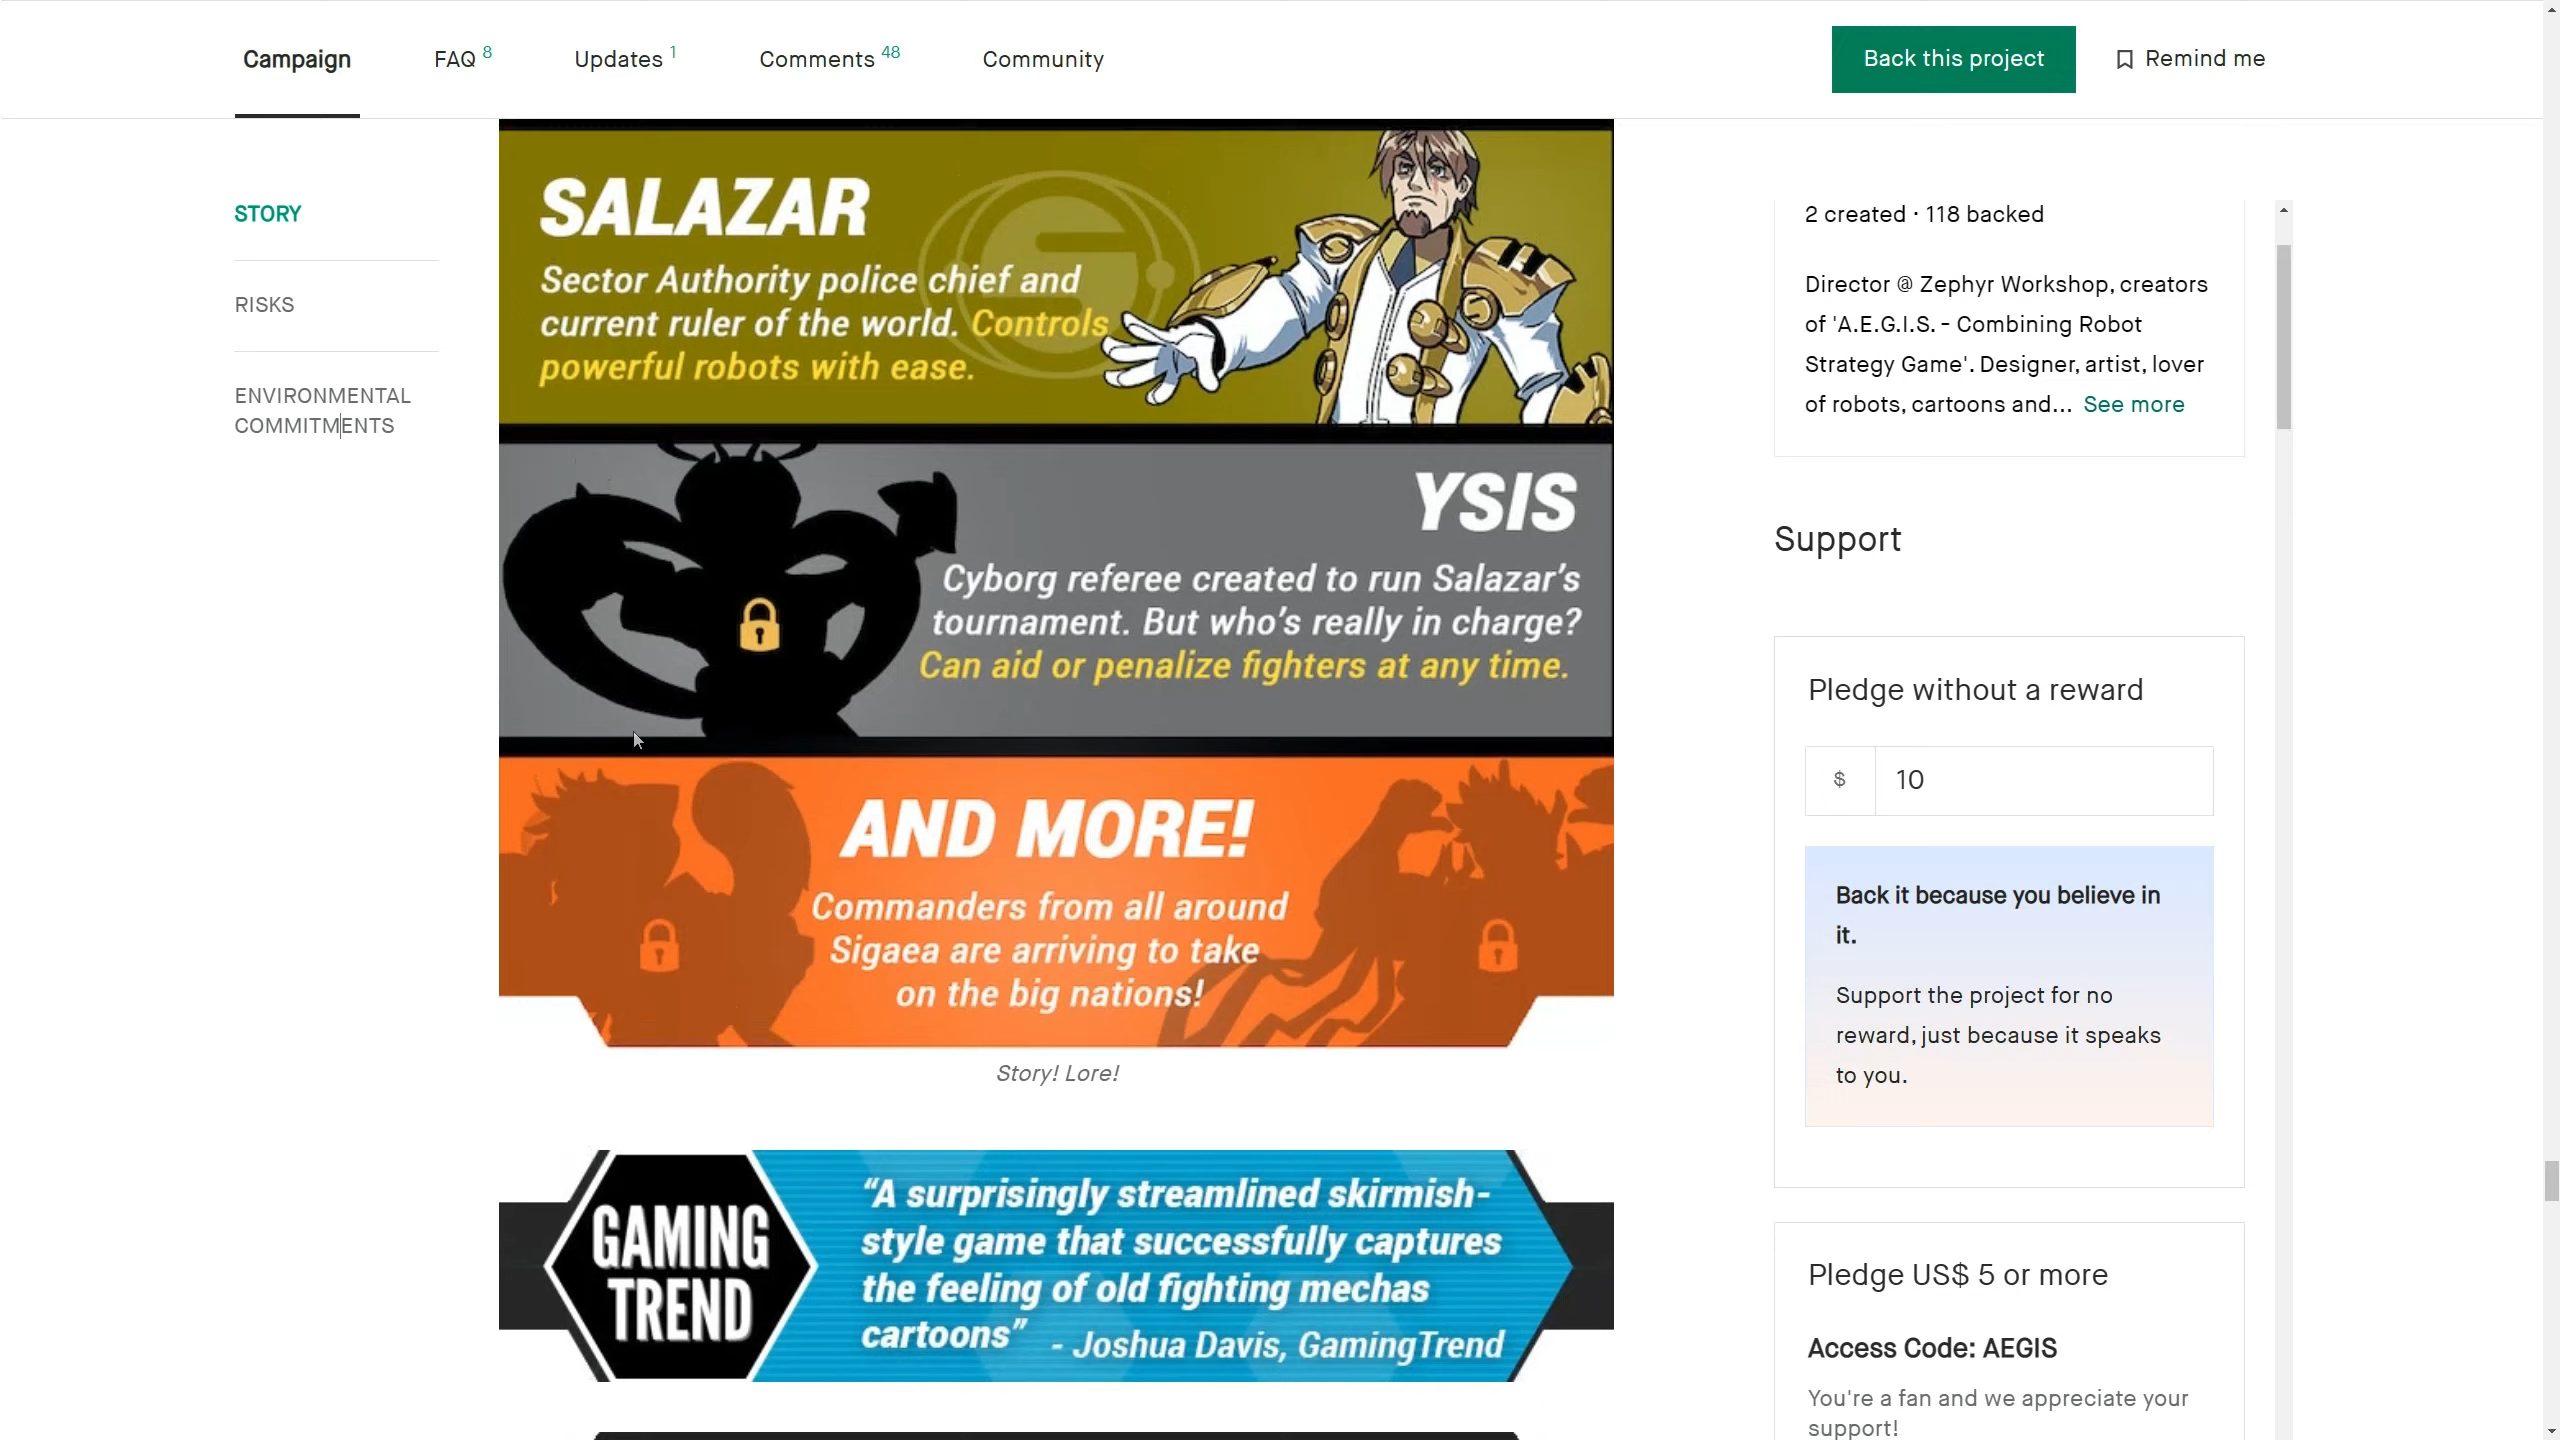 Campaign
FAQ 8
Updates 1
Comments 48
Community
Back this project
Remind me
STORY
RISKS
ENVIRONMENTAL
COMMITMENTS
SALAZAR
Sector Authority police chief and
current ruler of the world. Controls
powerful robots with ease.
YSIS
Cyborg referee created to run Salazar's
tournament. But who's really in charge?
Can aid or penalize fighters at any time.
AND MORE!
Commanders from all around
Sigaea are arriving to take
on the big nations!
Story! Lore!
GAMING
TREND
“A surprisingly streamlined skirmish-
style game that successfully captures
the feeling of old fighting mechas
cartoons”
- Joshua Davis, GamingTrend
2 created · 118 backed
Director @ Zephyr Workshop, creators
of 'A.E.G.I.S. - Combining Robot
Strategy Game'. Designer, artist, lover
of robots, cartoons and... See more
Support
Pledge without a reward
$ 10
Back it because you believe in
it.
Support the project for no
reward, just because it speaks
to you.
Pledge US$ 5 or more
Access Code: AEGIS
You're a fan and we appreciate your
support!